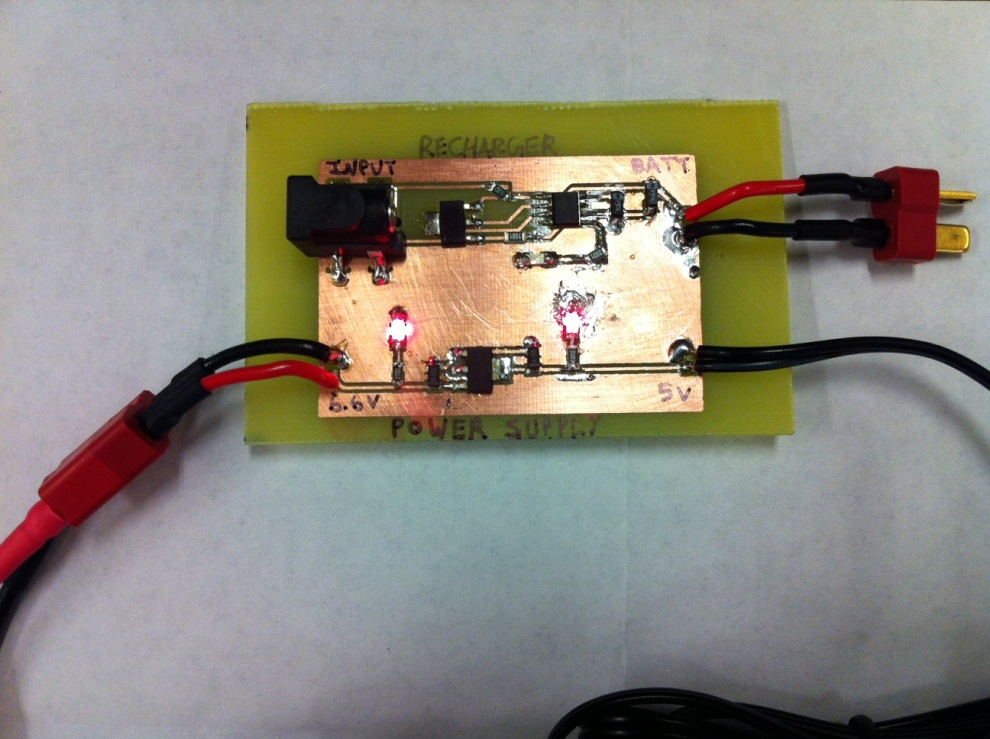 RECHARGER
INPUT
BATT
6.6V
5V
POWER SUPPLY